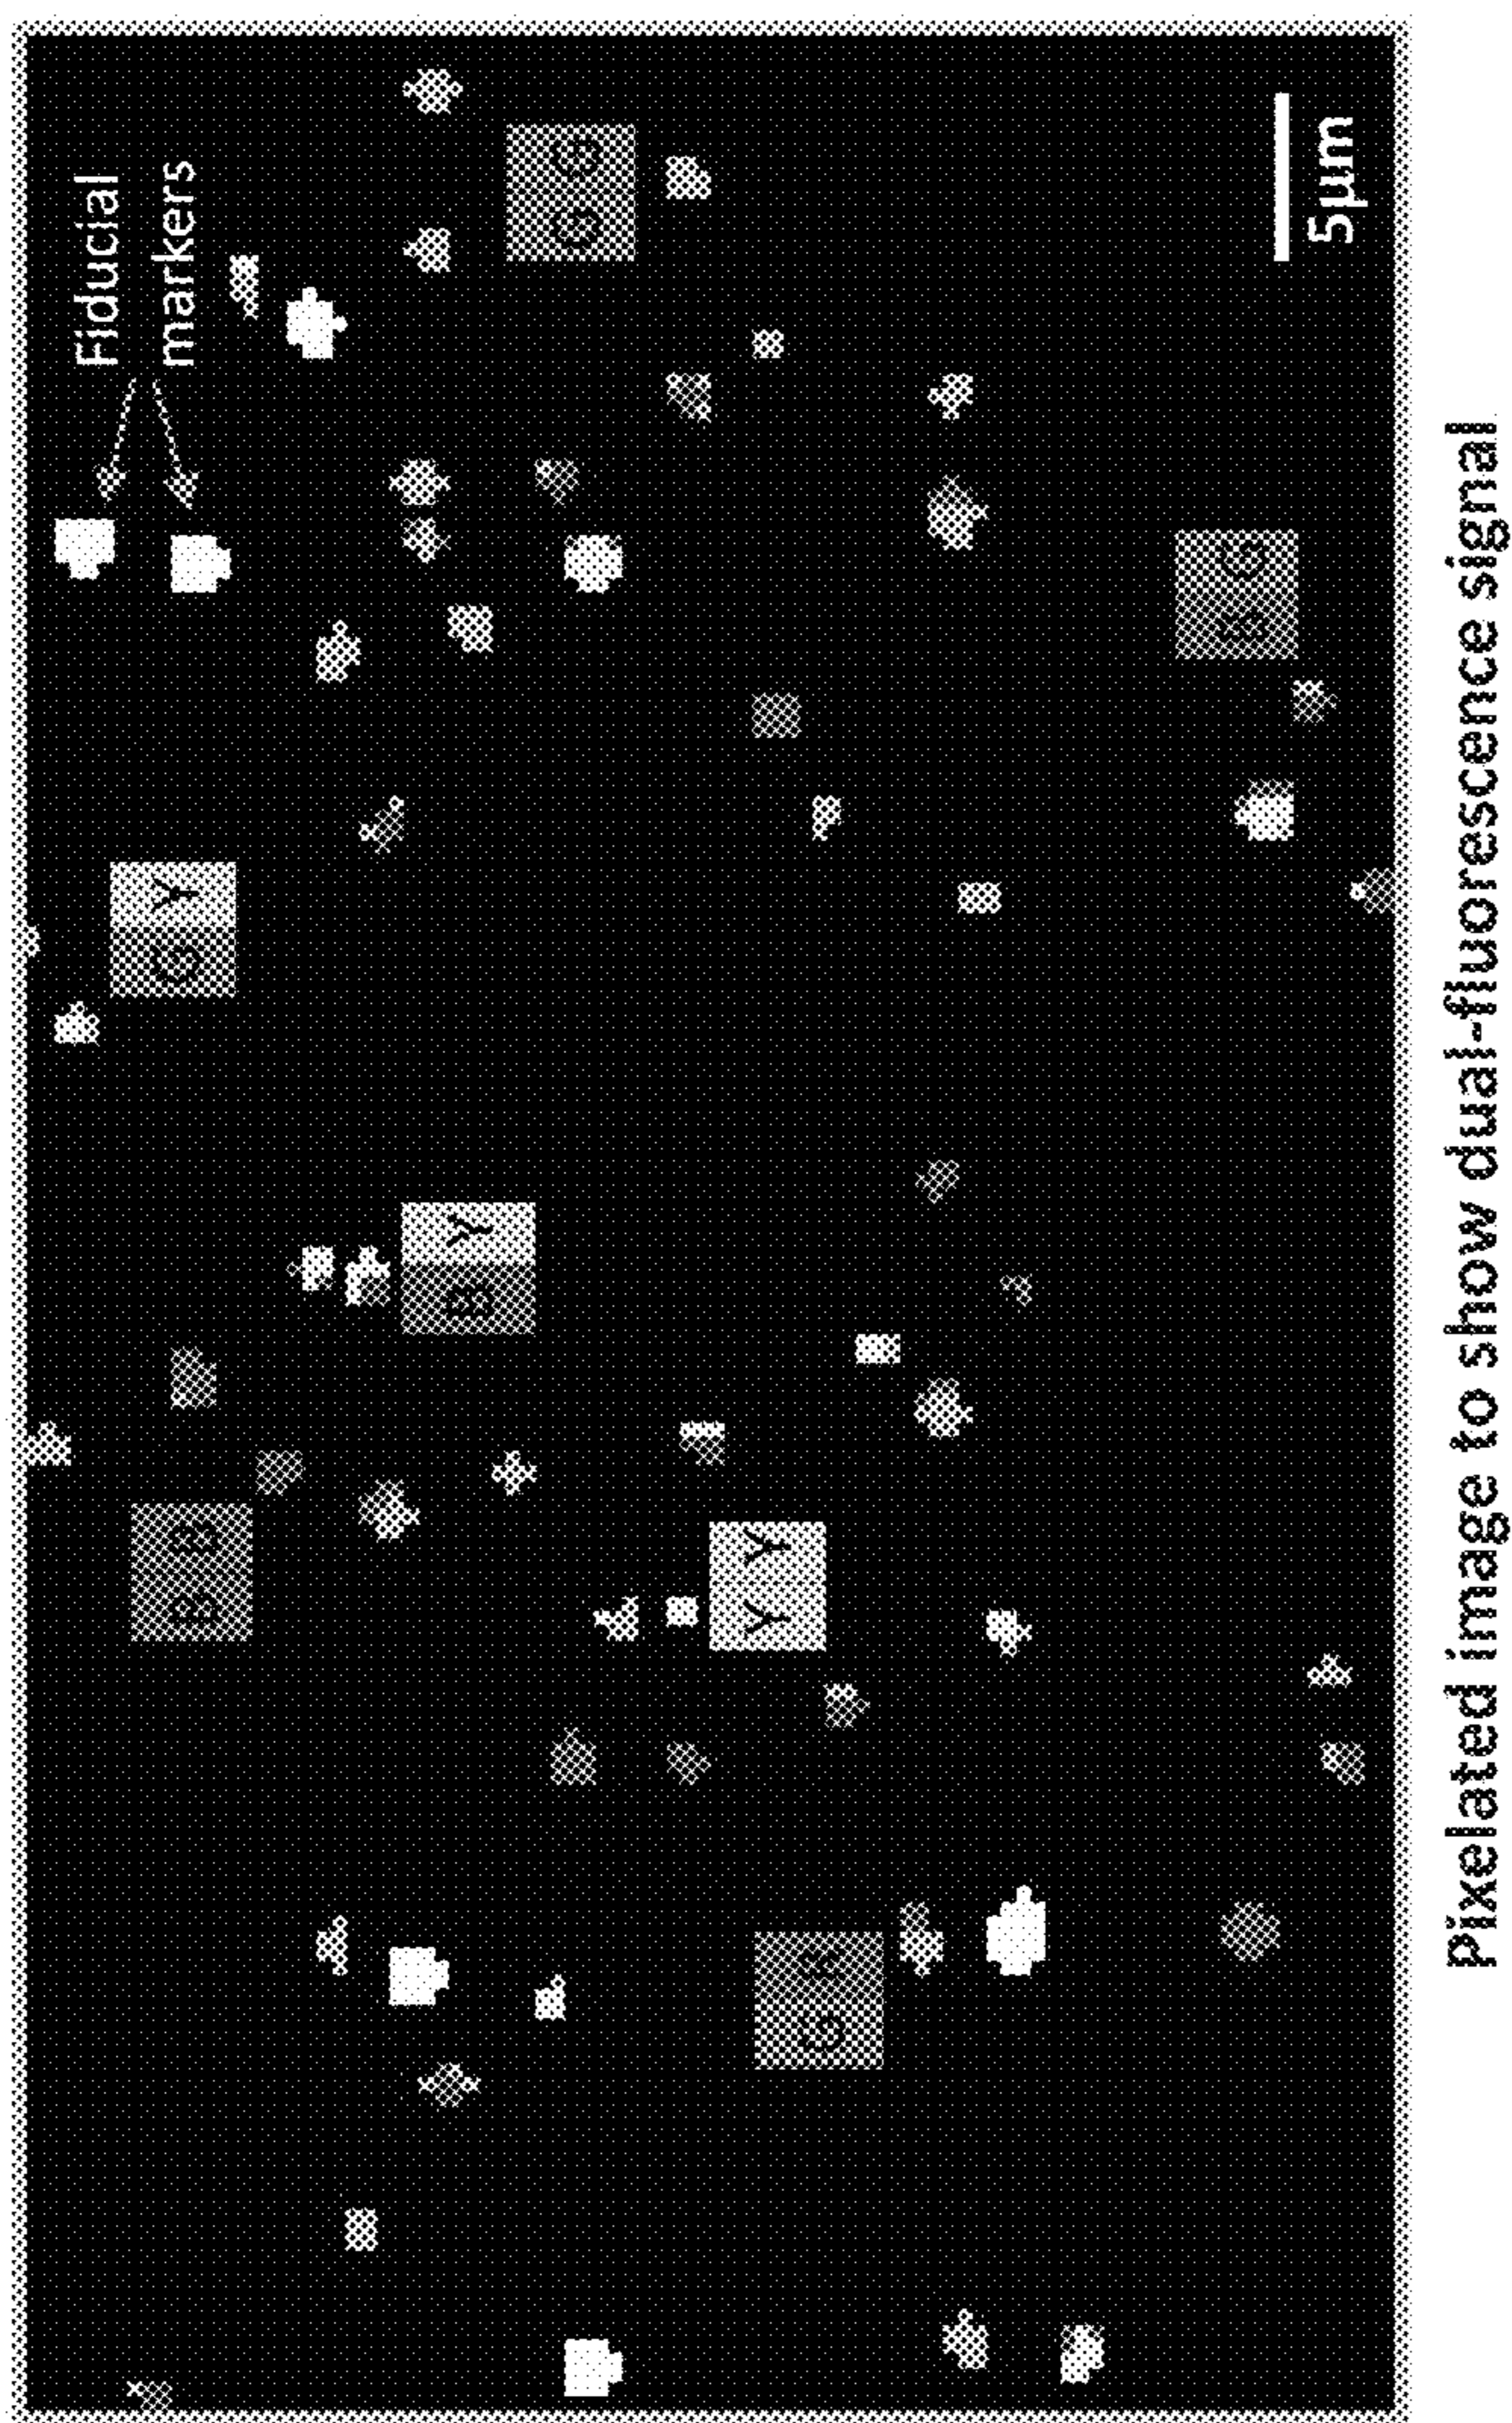 Fiducial
markers
G Y
B B
B Y
G G
Y Y
G B
B G
5µm
Pixelated image to show dual-fluorescence signal